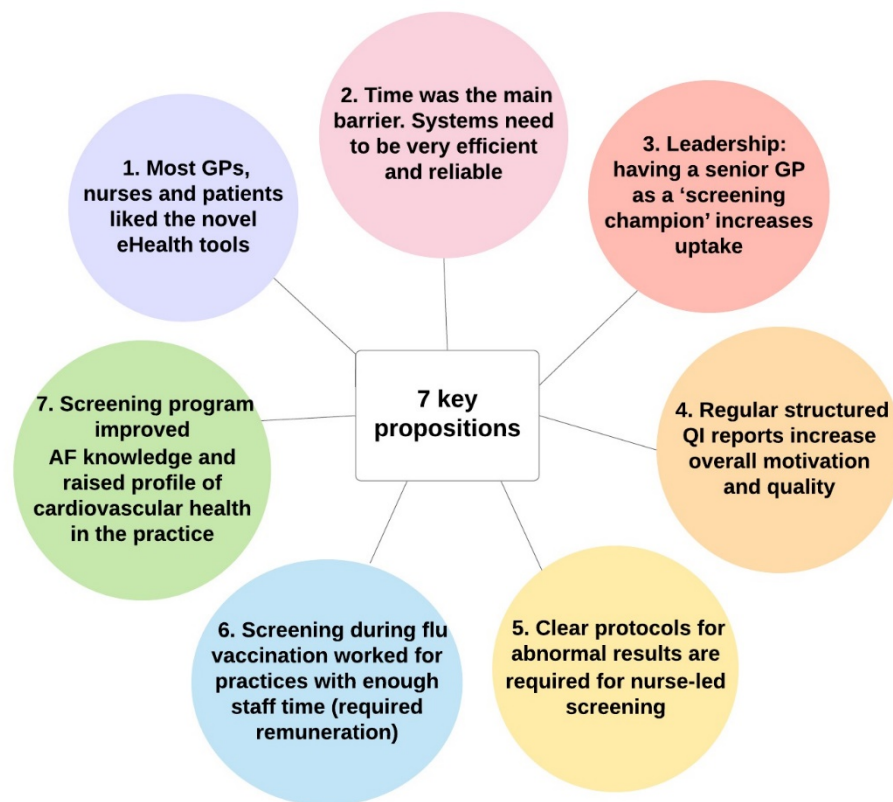 1. Most GPs,
nurses and patients
liked the novel
eHealth tools
2. Time was the main
barrier. Systems need
to be very efficient
and reliable
3. Leadership:
having a senior GP
as a ‘screening
champion’ increases
uptake
7 key
propositions
4. Regular structured
QI reports increase
overall motivation
and quality
5. Clear protocols for
abnormal results are
required for nurse-led
screening
6. Screening during flu
vaccination worked for
practices with enough
staff time (required
remuneration)
7. Screening program
improved
AF knowledge and
raised profile of
cardiovascular health
in the practice